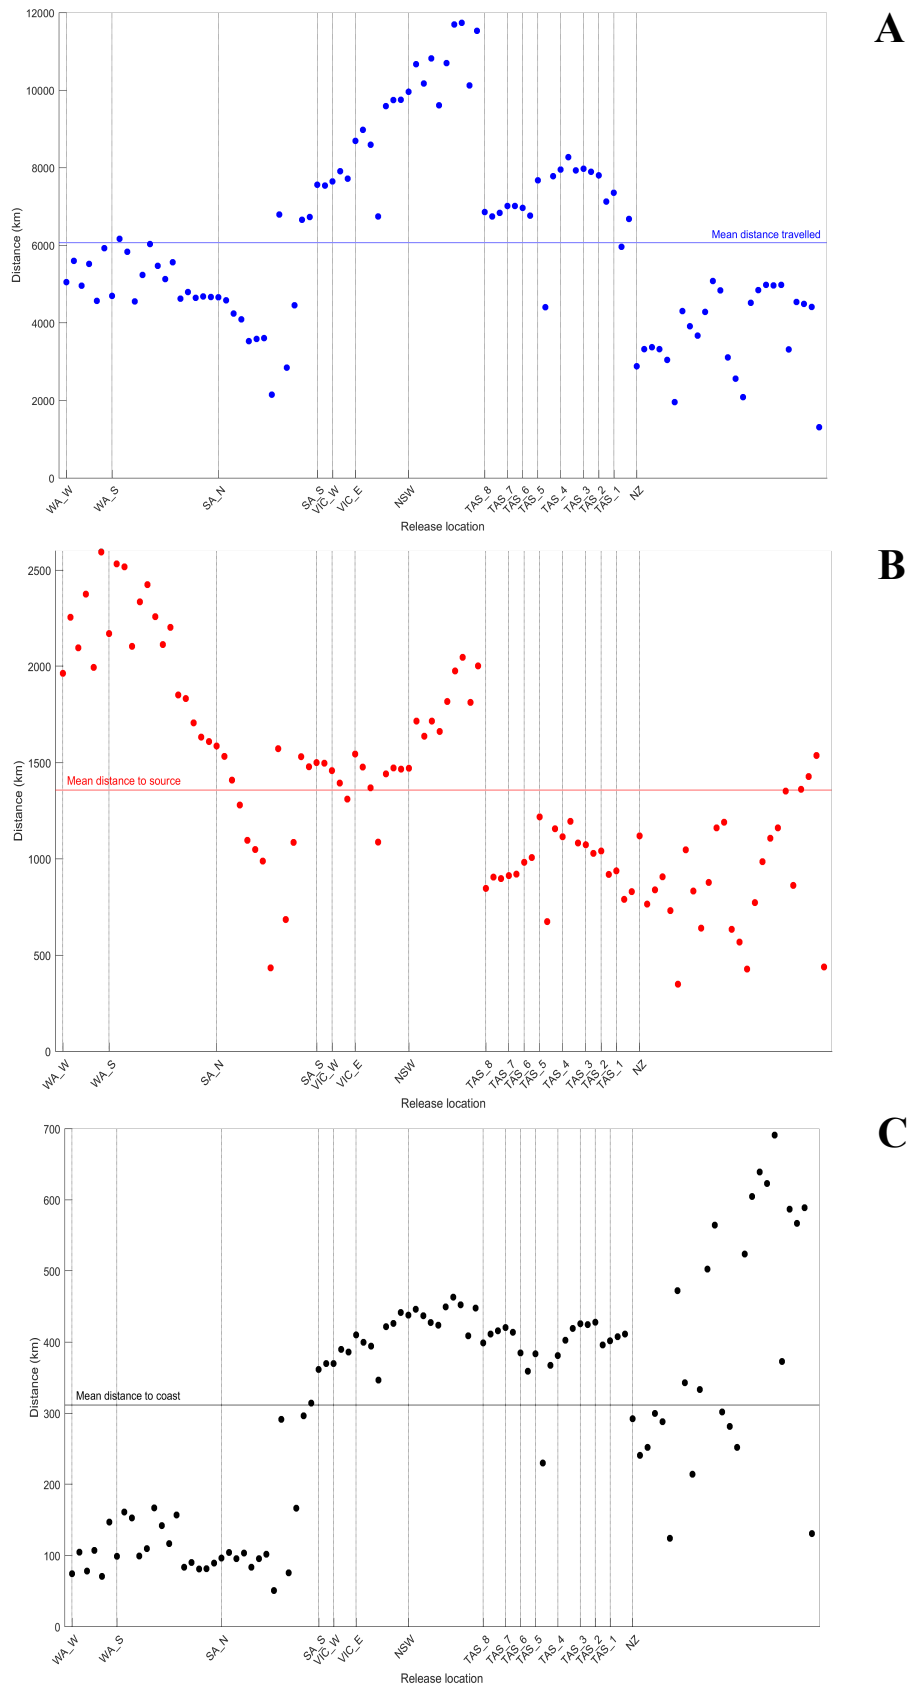 A
12000
10000
8000
6000
4000
2000
0
Distance (km)
Mean distance travelled
WA_W WA_S SA_N SA_S VIC_W VIC_E NSW TAS_8 TAS_7 TAS_6 TAS_5 TAS_4 TAS_3 TAS_2 TAS_1 NZ
Release location
B
2500
2000
1500
1000
500
0
Distance (km)
Mean distance to source
WA_W WA_S SA_N SA_S VIC_W VIC_E NSW TAS_8 TAS_7 TAS_6 TAS_5 TAS_4 TAS_3 TAS_2 TAS_1 NZ
Release location
C
700
600
500
400
300
200
100
0
Distance (km)
Mean distance to coast
WA_W WA_S SA_N SA_S VIC_W VIC_E NSW TAS_8 TAS_7 TAS_6 TAS_5 TAS_4 TAS_3 TAS_2 TAS_1 NZ
Release location